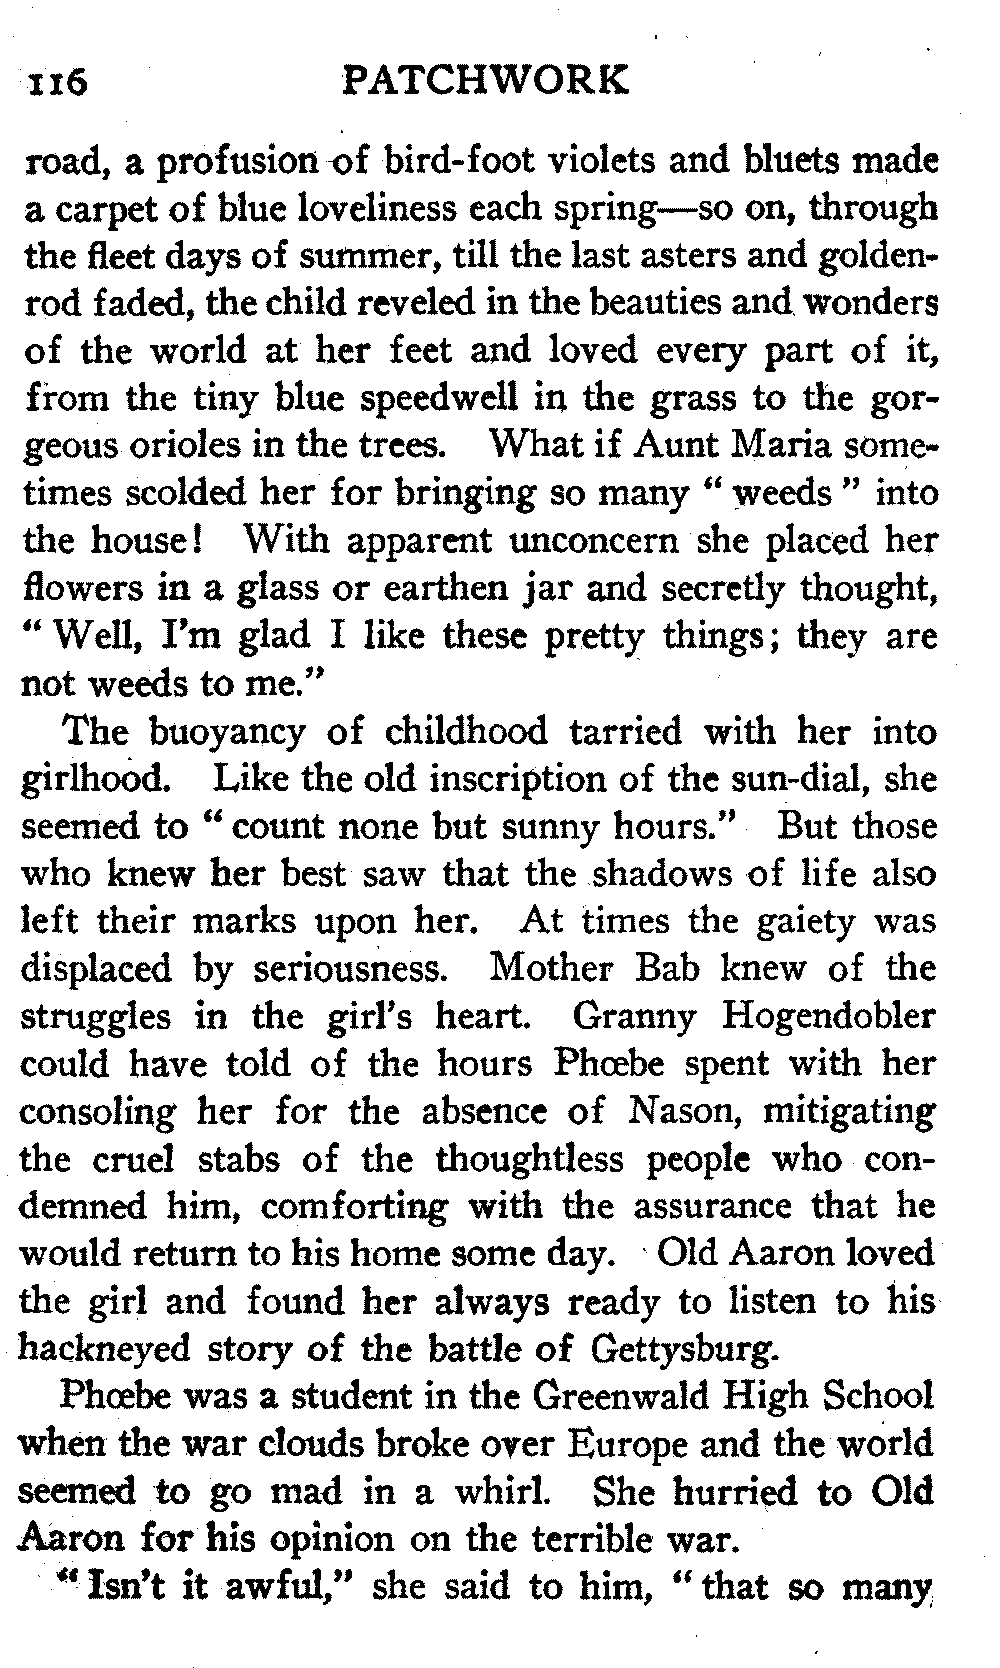 116 PATCHWORK
road, a profusion of bird-foot violets and bluets made
a carpet of blue loveliness each spring—so on, through
the fleet days of summer, till the last asters and golden-
rod faded, the child reveled in the beauties and wonders
of the world at her feet and loved every part of it,
from the tiny blue speedwell in the grass to the gor-
geous orioles in the trees. What if Aunt Maria some-
times scolded her for bringing so many " weeds " into
the house! With apparent unconcern she placed her
flowers in a glass or earthen jar and secretly thought,
" Well, I'm glad I like these pretty things; they are
not weeds to me."
The buoyancy of childhood tarried with her into
girlhood. Like the old inscription of the sun-dial, she
seemed to " count none but sunny hours." But those
who knew her best saw that the shadows of life also
left their marks upon her. At times the gaiety was
displaced by seriousness. Mother Bab knew of the
struggles in the girl's heart. Granny Hogendobler
could have told of the hours Phœbe spent with her
consoling her for the absence of Nason, mitigating
the cruel stabs of the thoughtless people who con-
demned him, comforting with the assurance that he
would return to his home some day. Old Aaron loved
the girl and found her always ready to listen to his
hackneyed story of the battle of Gettysburg.
Phœbe was a student in the Greenwald High School
when the war clouds broke over Europe and the world
seemed to go mad in a whirl. She hurried to Old
Aaron for his opinion on the terrible war.
" Isn't it awful," she said to him, " that so many